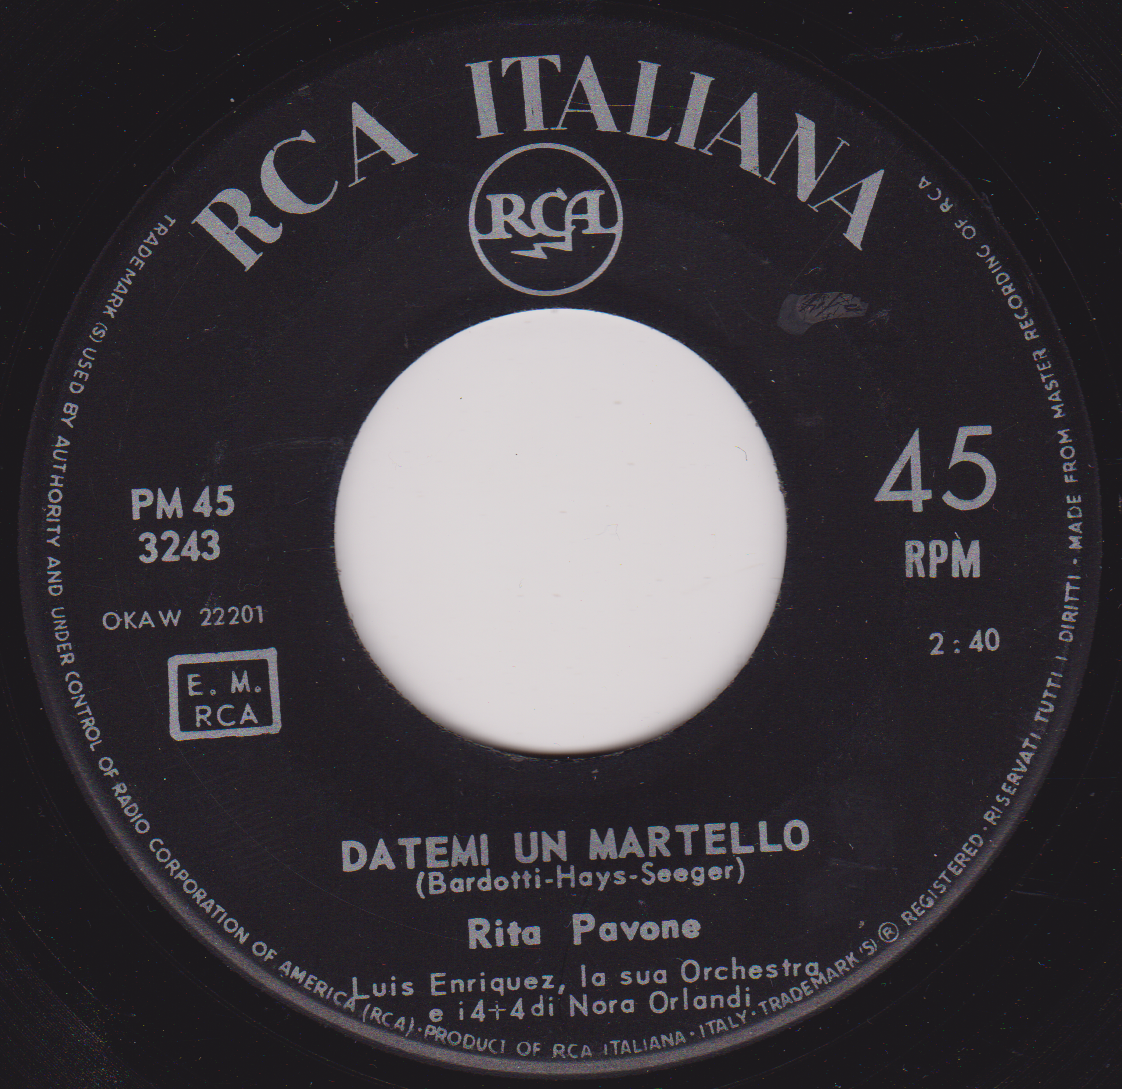 RCA ITALIANA
RCA
PM 45
3243
OKAW 22201
E. M.
RCA
45
RPM
2:40
DATEMI UN MARTELLO
(Bardotti-Hays-Seeger)
Rita Pavone
Luis Enriquez, la sua Orchestra
e i 4+4 di Nora Orlandi
TRADEMARK (S) USED BY AUTHORITY AND UNDER CONTROL OF RADIO CORPORATION OF AMERICA (RCA) · PRODUCT OF RCA ITALIANA · ITALY · TRADEMARK (S) ® REGISTERED · RISERVATI TUTTI I DIRITTI - MADE FROM MASTER RECORDING OF RCA